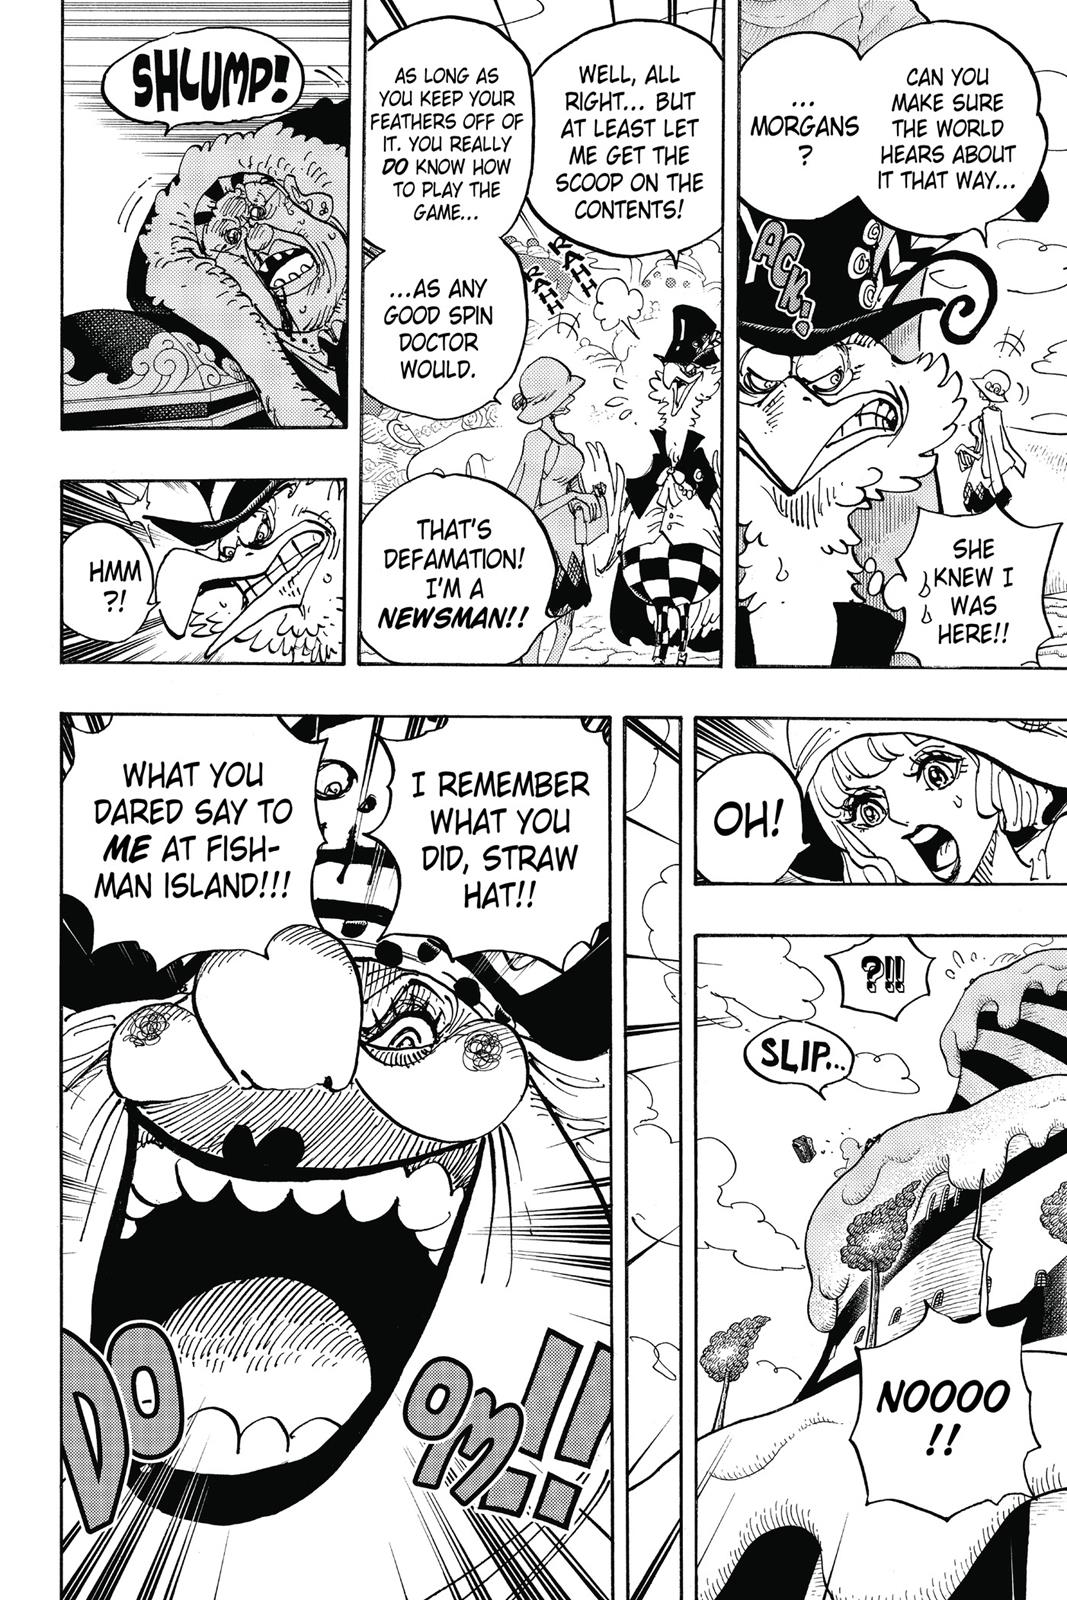 CAN YOU
MAKE SURE
THE WORLD
HEARS ABOUT
IT THAT WAY...
...
MORGANS
?
ACK!
SHE
KNEW I
WAS
HERE!!
WELL, ALL
RIGHT... BUT
AT LEAST LET
ME GET THE
SCOOP ON THE
CONTENTS!
KAHH
KAHH
AS LONG AS
YOU KEEP YOUR
FEATHERS OFF OF
IT. YOU REALLY
DO KNOW HOW
TO PLAY THE
GAME...
...AS ANY
GOOD SPIN
DOCTOR
WOULD.
THAT'S
DEFAMATION!
I'M A
NEWSMAN!!
SHLUMP!
HMM
?!
OH!
?!!
SLIP...
NOOOO
!!
I REMEMBER
WHAT YOU
DID, STRAW
HAT!!
WHAT YOU
DARED SAY TO
ME AT FISH-
MAN ISLAND!!!
DOOM!!